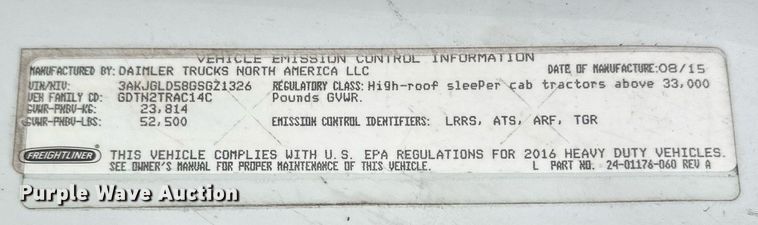 VEHICLE EMISSION CONTROL INFORMATION
MANUFACTURED BY: DAIMLER TRUCKS NORTH AMERICA LLC DATE OF MANUFACTURE: 08/15
VIN/NIV: 3AKJGLD58GSGZ1326 REGULATORY CLASS: High-roof sleeper cab tractors above 33,000
VEH FAMILY CD: GDTN2TRAC14C Pounds GVWR.
GVWR-PNBV-KG: 23,814
GVWR-PNBV-LBS: 52,500 EMISSION CONTROL IDENTIFIERS: LRRS, ATS, ARF, TGR
FREIGHTLINER THIS VEHICLE COMPLIES WITH U.S. EPA REGULATIONS FOR 2016 HEAVY DUTY VEHICLES.
SEE OWNER'S MANUAL FOR PROPER MAINTENANCE OF THIS VEHICLE. L PART NO. 24-01176-060 REV A
Purple Wave Auction